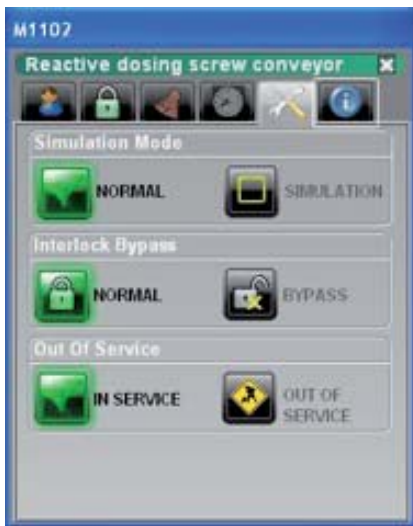 M1102
Reactive dosing screw conveyor
Simulation Mode
NORMAL
SIMULATION
Interlock Bypass
NORMAL
BYPASS
Out Of Service
IN SERVICE
OUT OF
SERVICE